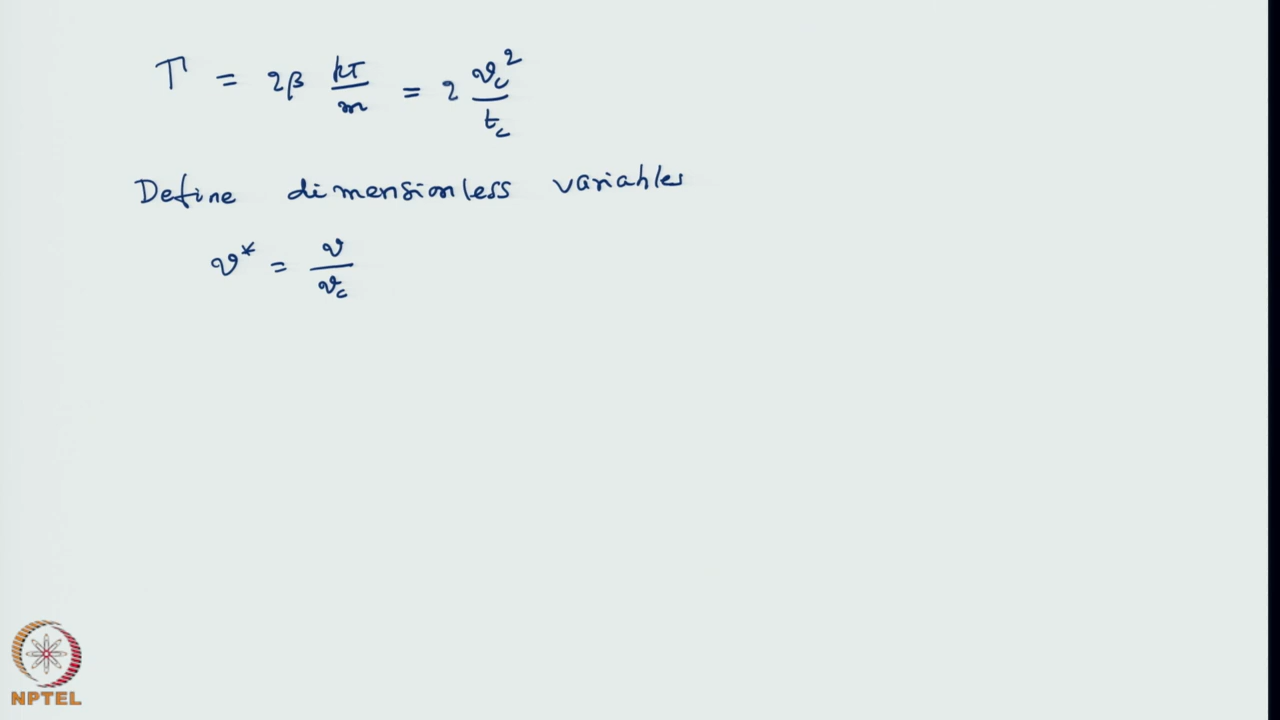 Γ = 2β kT/m = 2 v_c²/t_c
Define dimensionless variables
v* = v/v_c
NPTEL